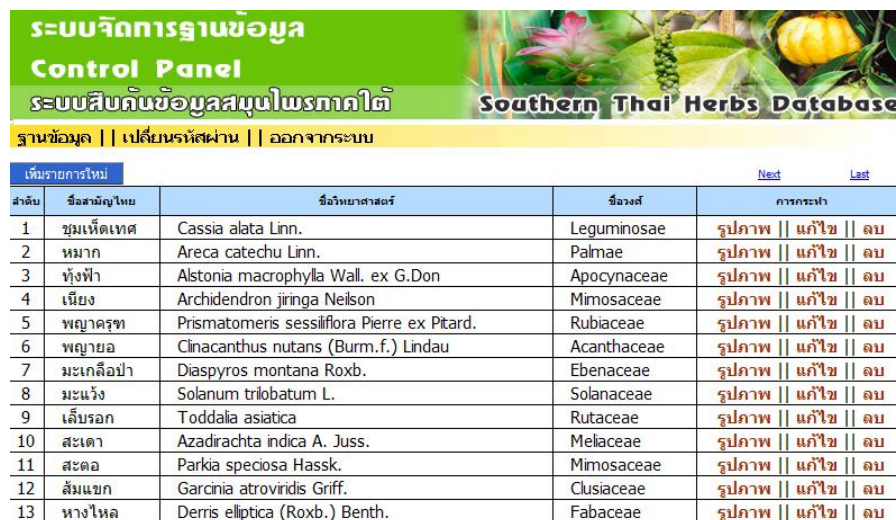 ระบบจัดการฐานข้อมูล
Control Panel
ระบบสืบค้นข้อมูลสมุนไพรภาคใต้ Southern Thai Herbs Database
ฐานข้อมูล || เปลี่ยนรหัสผ่าน || ออกจากระบบ
เพิ่มรายการใหม่ Next Last
ลำดับ ชื่อสามัญไทย ชื่อวิทยาศาสตร์ ชื่อวงศ์ การกระทำ
1 ชุมเห็ดเทศ Cassia alata Linn. Leguminosae รูปภาพ || แก้ไข || ลบ
2 หมาก Areca catechu Linn. Palmae รูปภาพ || แก้ไข || ลบ
3 ทุ้งฟ้า Alstonia macrophylla Wall. ex G.Don Apocynaceae รูปภาพ || แก้ไข || ลบ
4 เนียง Archidendron jiringa Neilson Mimosaceae รูปภาพ || แก้ไข || ลบ
5 พญาครุฑ Prismatomeris sessiliflora Pierre ex Pitard. Rubiaceae รูปภาพ || แก้ไข || ลบ
6 พญายอ Clinacanthus nutans (Burm.f.) Lindau Acanthaceae รูปภาพ || แก้ไข || ลบ
7 มะเกลือป่า Diaspyros montana Roxb. Ebenaceae รูปภาพ || แก้ไข || ลบ
8 มะแว้ง Solanum trilobatum L. Solanaceae รูปภาพ || แก้ไข || ลบ
9 เล็บรอก Toddalia asiatica Rutaceae รูปภาพ || แก้ไข || ลบ
10 สะเดา Azadirachta indica A. Juss. Meliaceae รูปภาพ || แก้ไข || ลบ
11 สะตอ Parkia speciosa Hassk. Mimosaceae รูปภาพ || แก้ไข || ลบ
12 ส้มแขก Garcinia atroviridis Griff. Clusiaceae รูปภาพ || แก้ไข || ลบ
13 หางไหล Derris elliptica (Roxb.) Benth. Fabaceae รูปภาพ || แก้ไข || ลบ